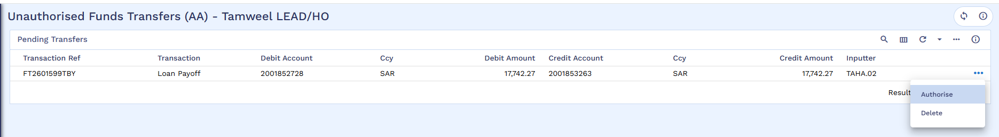 Unauthorised Funds Transfers (AA) - Tamweel LEAD/HO
Pending Transfers
Transaction Ref Transaction Debit Account Ccy Debit Amount Credit Account Ccy Credit Amount Inputter
FT2601599TBY Loan Payoff 2001852728 SAR 17,742.27 2001853263 SAR 17,742.27 TAHA.02
Result
Authorise
Delete